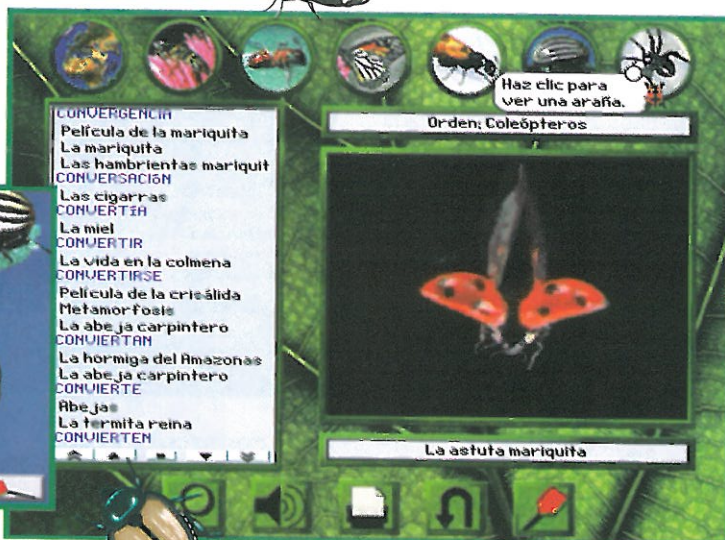 Haz clic para
ver una araña.
Orden: Coleópteros
CONVERGENCIA
Película de la mariquita
La mariquita
Las hambrientas mariquit
CONVERSACIÓN
Las cigarras
CONVERTÍA
La miel
CONVERTIR
La vida en la colmena
CONVERTIRSE
Película de la crisálida
Metamorfosis
La abeja carpintero
CONVIERTAN
La hormiga del Amazonas
La abeja carpintero
CONVIERTE
Abejas
La termita reina
CONVIERTEN
La astuta mariquita